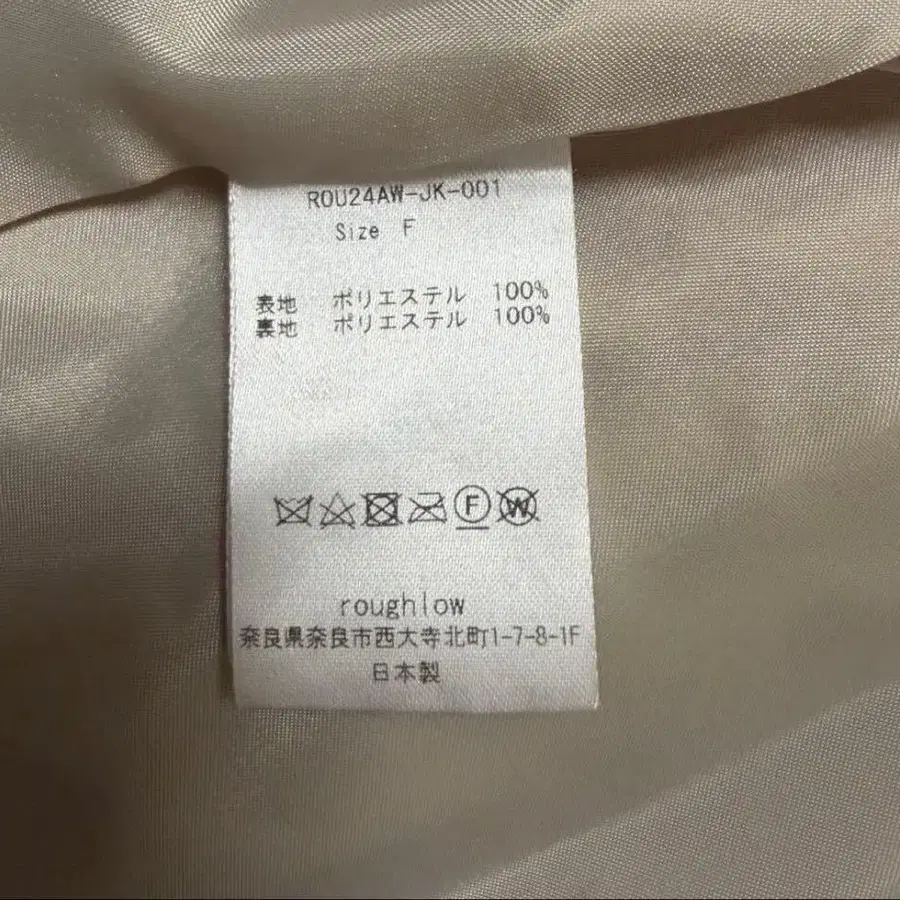 ROU24AW-JK-001
Size F
表地 ポリエステル 100%
裏地 ポリエステル 100%
F W
roughlow
奈良県奈良市西大寺北町1-7-8-1F
日本製